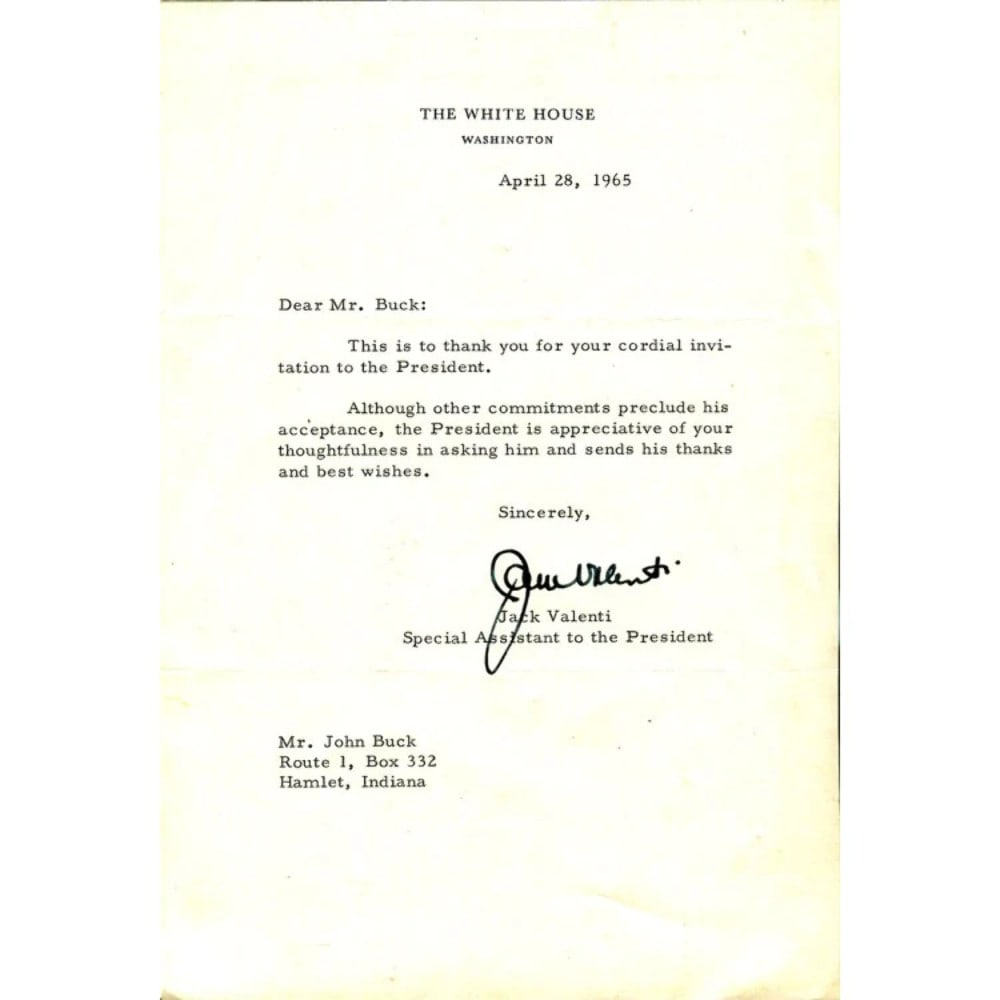 THE WHITE HOUSE
WASHINGTON
April 28, 1965
Dear Mr. Buck:
This is to thank you for your cordial invi-
tation to the President.
Although other commitments preclude his
acceptance, the President is appreciative of your
thoughtfulness in asking him and sends his thanks
and best wishes.
Sincerely,
Jack Valenti
Jack Valenti
Special Assistant to the President
Mr. John Buck
Route 1, Box 332
Hamlet, Indiana